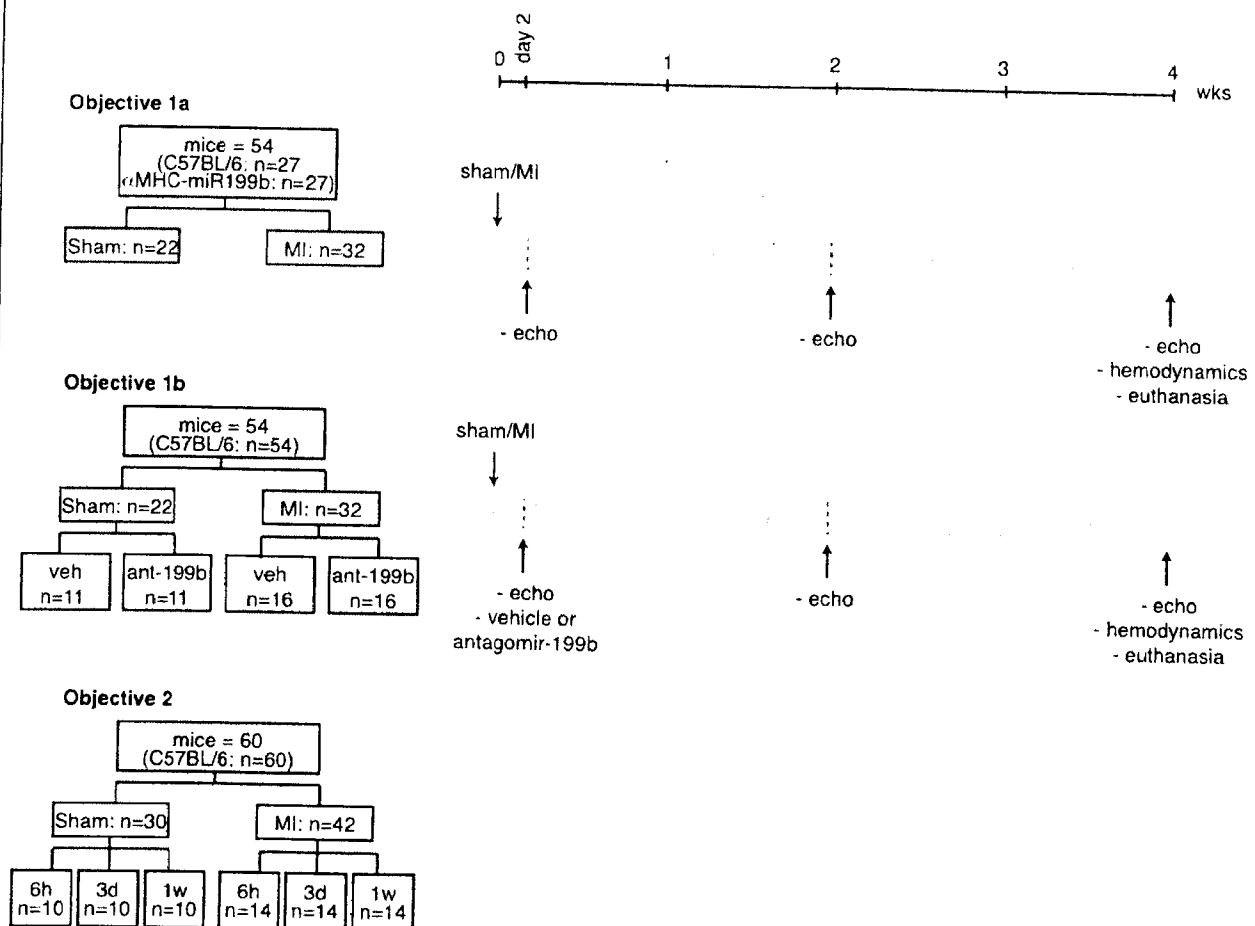 0
day 2
1
2
3
4
wks
Objective 1a
mice = 54
(C57BL/6: n=27
αMHC-miR199b: n=27)
Sham: n=22
MI: n=32
sham/MI
- echo
- echo
- echo
- hemodynamics
- euthanasia
Objective 1b
mice = 54
(C57BL/6: n=54)
Sham: n=22
MI: n=32
veh
n=11
ant-199b
n=11
veh
n=16
ant-199b
n=16
sham/MI
- echo
- vehicle or
antagomir-199b
- echo
- echo
- hemodynamics
- euthanasia
Objective 2
mice = 60
(C57BL/6: n=60)
Sham: n=30
MI: n=42
6h
n=10
3d
n=10
1w
n=10
6h
n=14
3d
n=14
1w
n=14